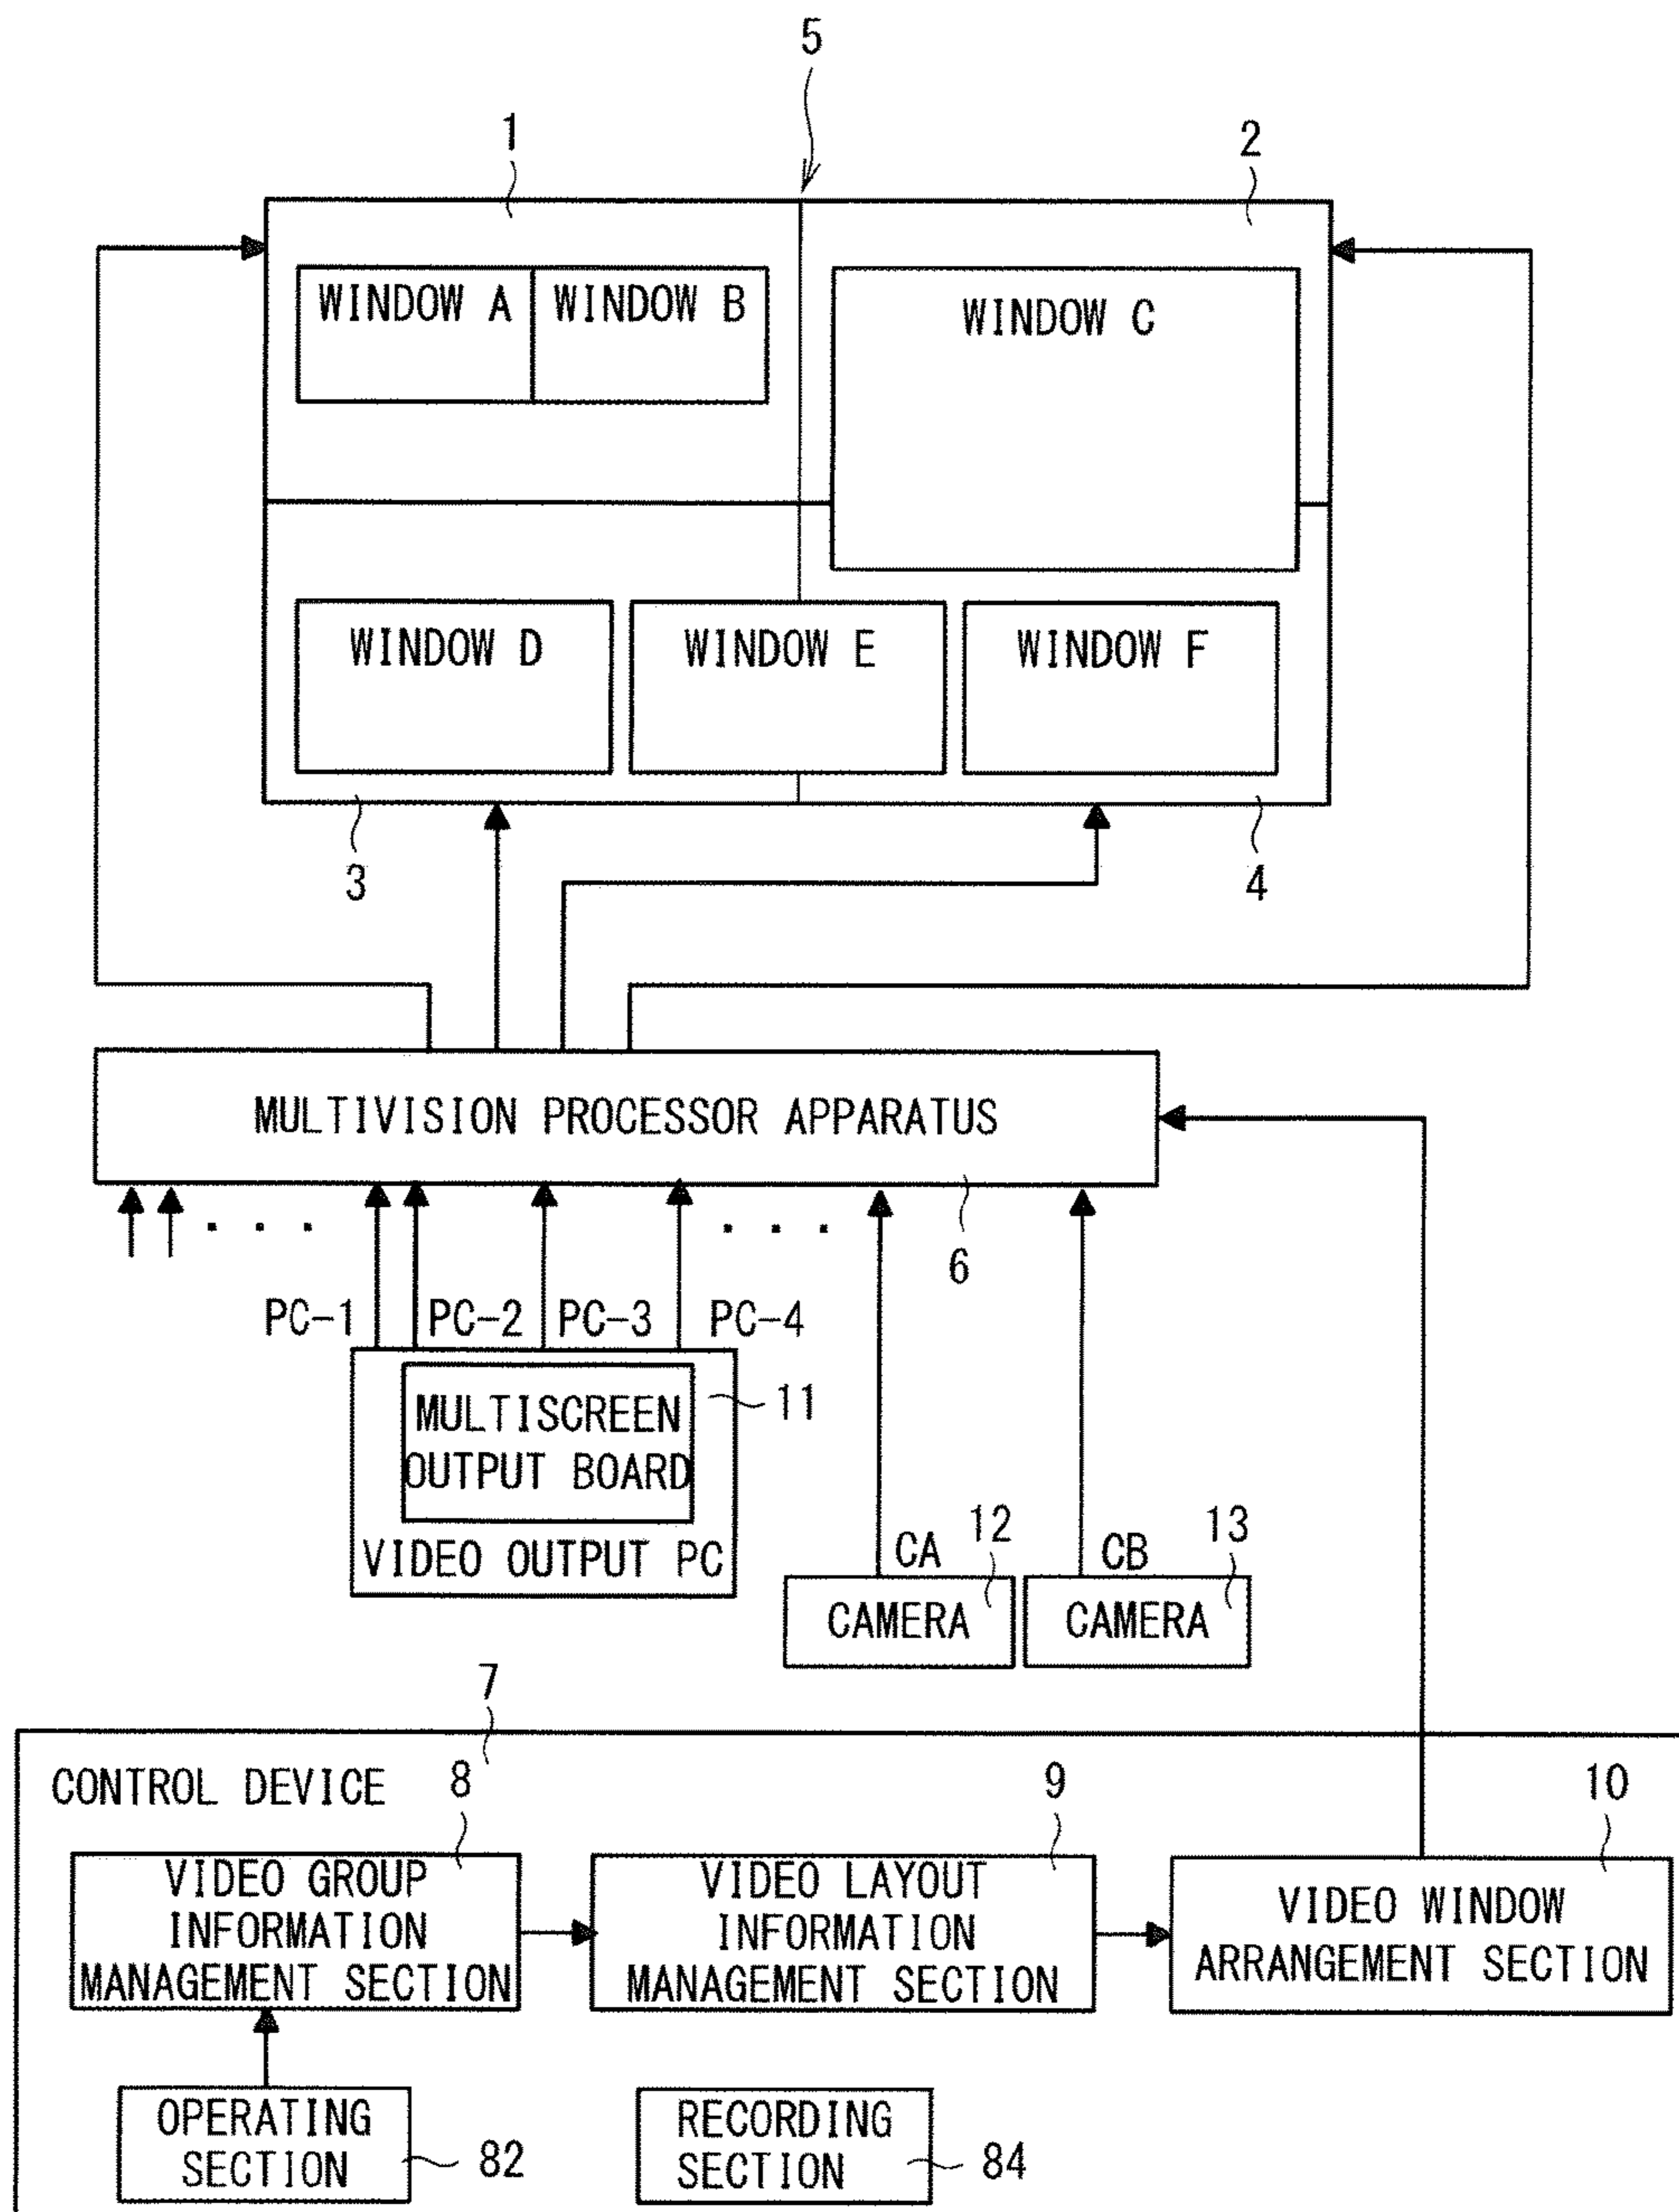 5
1
2
WINDOW A
WINDOW B
WINDOW C
WINDOW D
WINDOW E
WINDOW F
3
4
MULTIVISION PROCESSOR APPARATUS
. . .
. . .
6
PC-1
PC-2
PC-3
PC-4
11
MULTISCREEN
OUTPUT BOARD
VIDEO OUTPUT PC
CA
12
CB
13
CAMERA
CAMERA
7
CONTROL DEVICE
8
9
10
VIDEO GROUP
INFORMATION
MANAGEMENT SECTION
VIDEO LAYOUT
INFORMATION
MANAGEMENT SECTION
VIDEO WINDOW
ARRANGEMENT SECTION
OPERATING
SECTION
82
RECORDING
SECTION
84